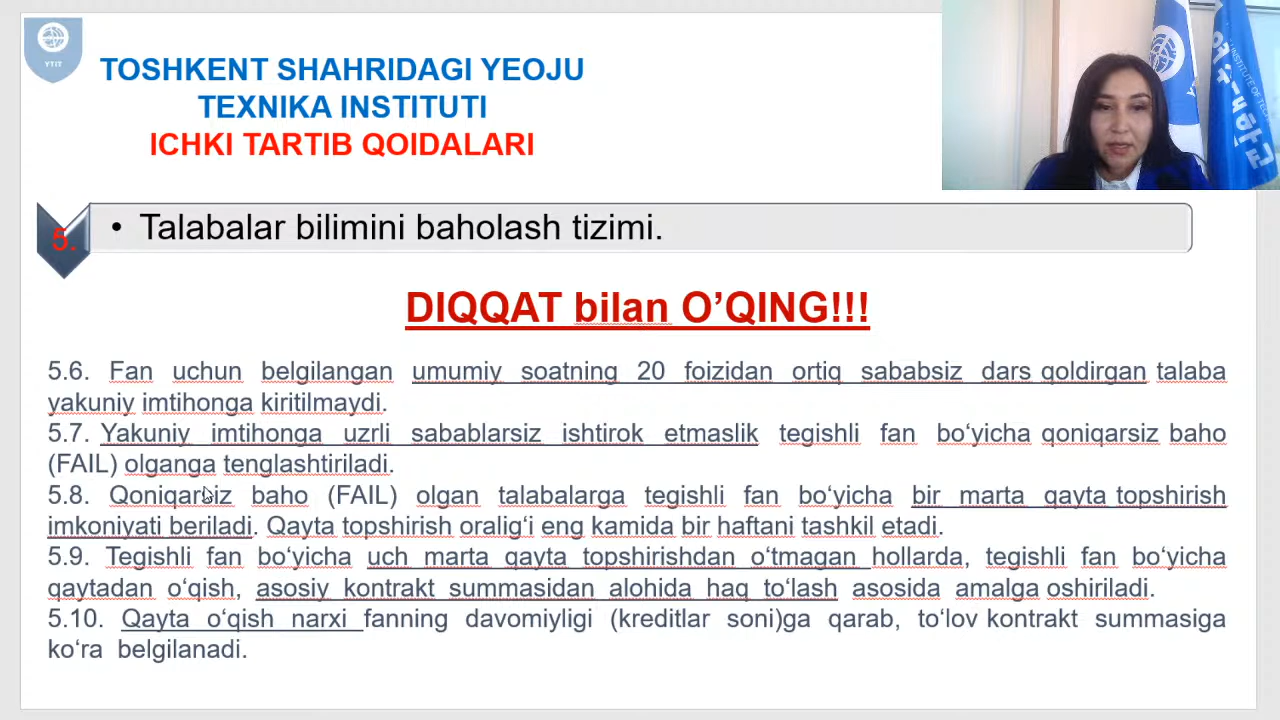 YTIT
TOSHKENT SHAHRIDAGI YEOJU
TEXNIKA INSTITUTI
ICHKI TARTIB QOIDALARI
5.
• Talabalar bilimini baholash tizimi.
DIQQAT bilan O’QING!!!
5.6. Fan uchun belgilangan umumiy soatning 20 foizidan ortiq sababsiz dars qoldirgan talaba
yakuniy imtihonga kiritilmaydi.
5.7. Yakuniy imtihonga uzrli sabablarsiz ishtirok etmaslik tegishli fan bo‘yicha qoniqarsiz baho
(FAIL) olganga tenglashtiriladi.
5.8. Qoniqarsiz baho (FAIL) olgan talabalarga tegishli fan bo‘yicha bir marta qayta topshirish
imkoniyati beriladi. Qayta topshirish oralig‘i eng kamida bir haftani tashkil etadi.
5.9. Tegishli fan bo‘yicha uch marta qayta topshirishdan o‘tmagan hollarda, tegishli fan bo‘yicha
qaytadan o‘qish, asosiy kontrakt summasidan alohida haq to‘lash asosida amalga oshiriladi.
5.10. Qayta o‘qish narxi fanning davomiyligi (kreditlar soni)ga qarab, to‘lov kontrakt summasiga
ko‘ra belgilanadi.